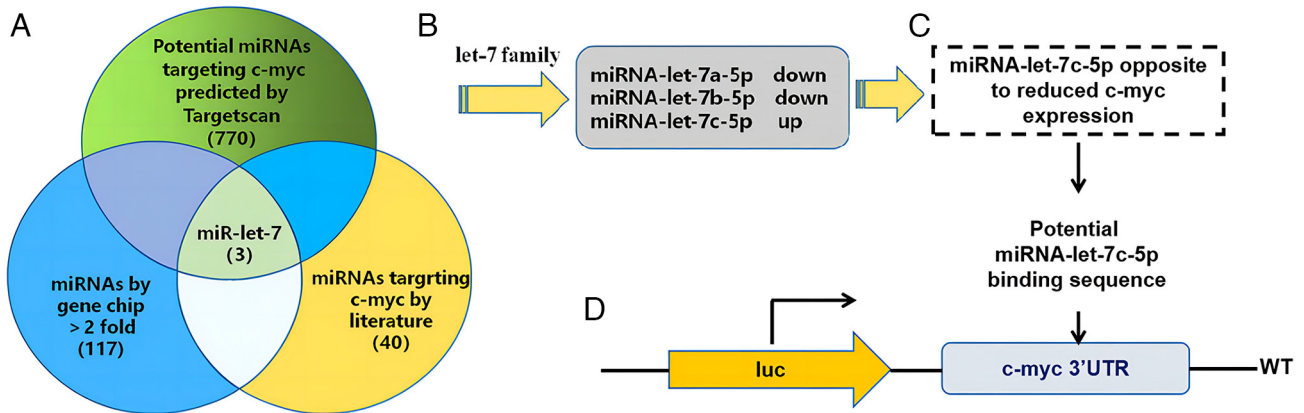 A
Potential miRNAs
targeting c-myc
predicted by
Targetscan
(770)
miR-let-7
(3)
miRNAs by
gene chip
> 2 fold
(117)
miRNAs targrting
c-myc by
literature
(40)
B
let-7 family
miRNA-let-7a-5p down
miRNA-let-7b-5p down
miRNA-let-7c-5p up
C
miRNA-let-7c-5p opposite
to reduced c-myc
expression
Potential
miRNA-let-7c-5p
binding sequence
D
luc
c-myc 3'UTR
WT